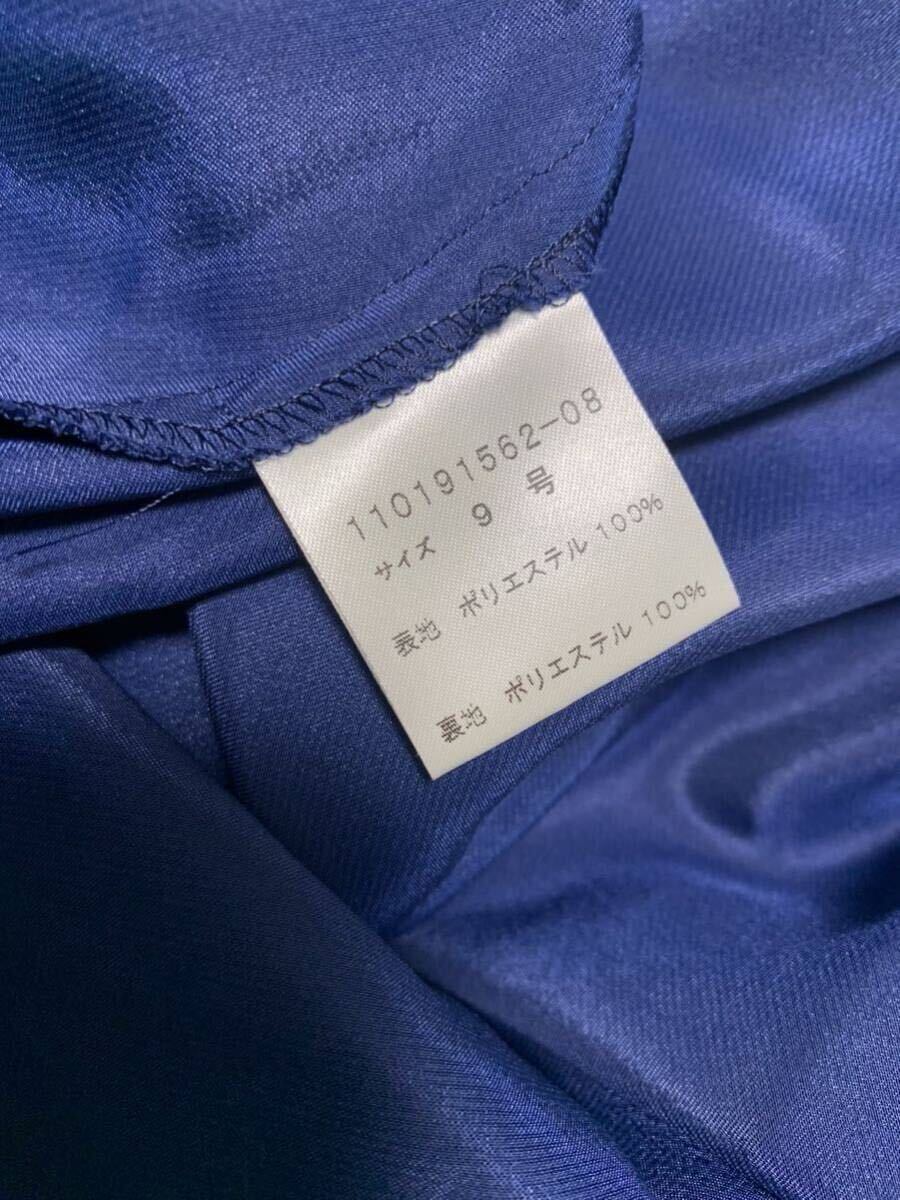 110191562-08
サイズ 9 号
表地 ポリエステル 100%
裏地 ポリエステル 100%